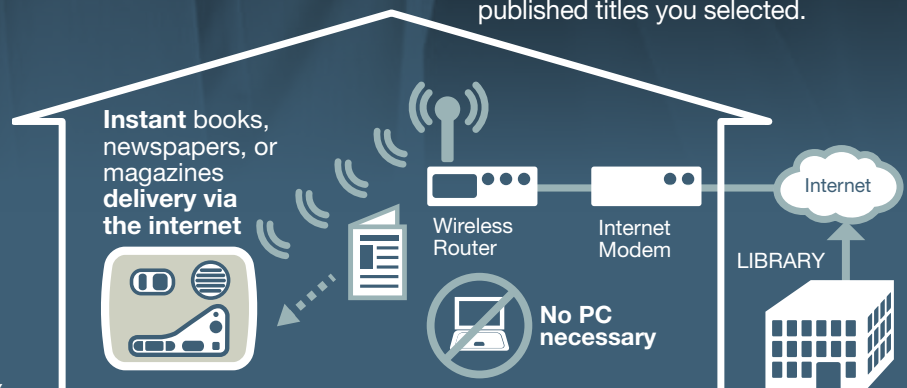 published titles you selected.
Instant books,
newspapers, or
magazines
delivery via
the internet
Wireless
Router
Internet
Modem
Internet
LIBRARY
No PC
necessary